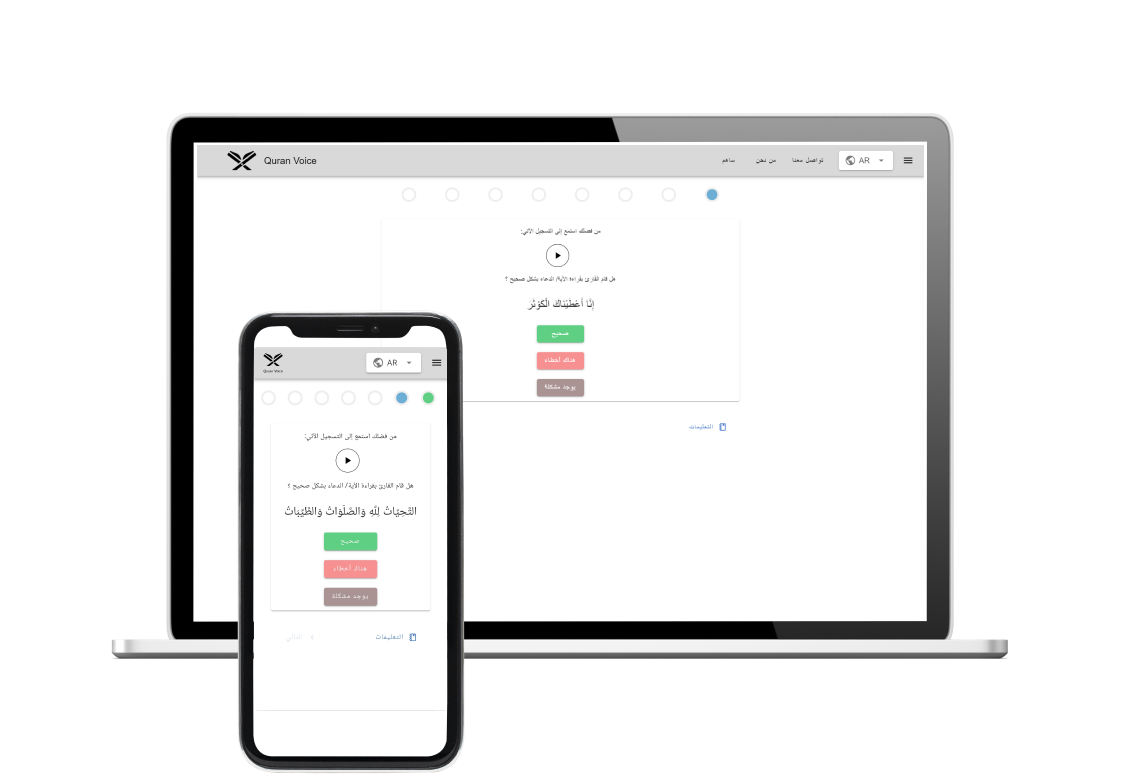 Quran Voice
ساهم
من نحن
تواصل معنا
AR
من فضلك استمع إلى التسجيل الآتي:
هل قام القارئ بقراءة الآية/ الدعاء بشكل صحيح ؟
إِنَّا أَعْطَيْنَاكَ الْكَوْثَرَ
صحيح
هناك أخطاء
يوجد مشكلة
التعليمات
Quran Voice
AR
من فضلك استمع إلى التسجيل الآتي:
هل قام القارئ بقراءة الآية/ الدعاء بشكل صحيح ؟
التَّحِيَّاتُ لِلَّهِ وَالصَّلَوَاتُ وَالطَّيِّبَاتُ
صحيح
هناك أخطاء
يوجد مشكلة
التعليمات
التالي